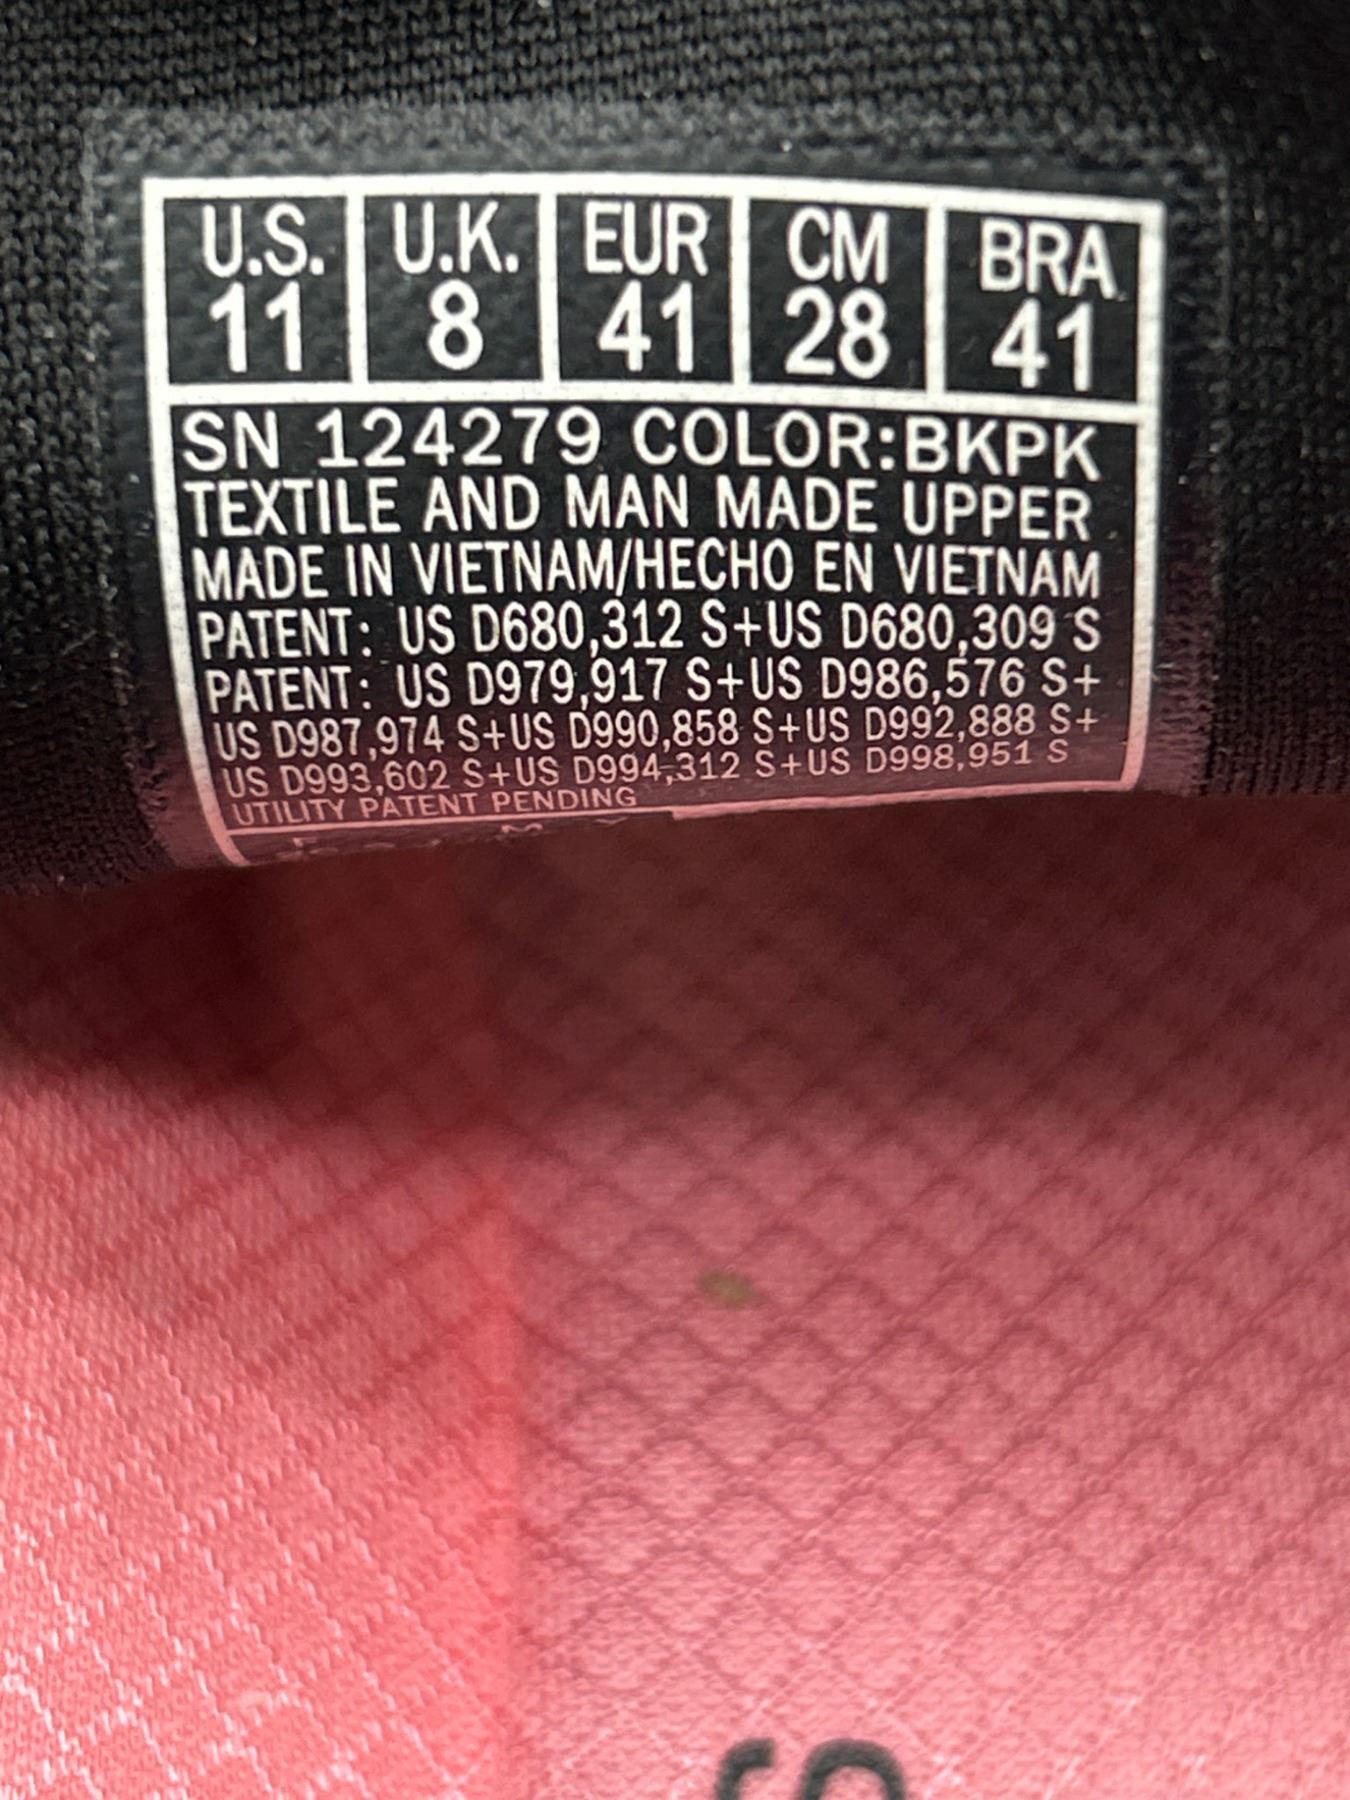 U.S. U.K. EUR CM BRA
11 8 41 28 41
SN 124279 COLOR:BKPK
TEXTILE AND MAN MADE UPPER
MADE IN VIETNAM/HECHO EN VIETNAM
PATENT: US D680,312 S+US D680,309 S
PATENT: US D979,917 S+US D986,576 S+
US D987,974 S+US D990,858 S+US D992,888 S+
US D993,602 S+US D994,312 S+US D998,951 S
UTILITY PATENT PENDING